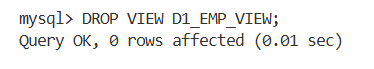 mysql> DROP VIEW D1_EMP_VIEW;
Query OK, 0 rows affected (0.01 sec)